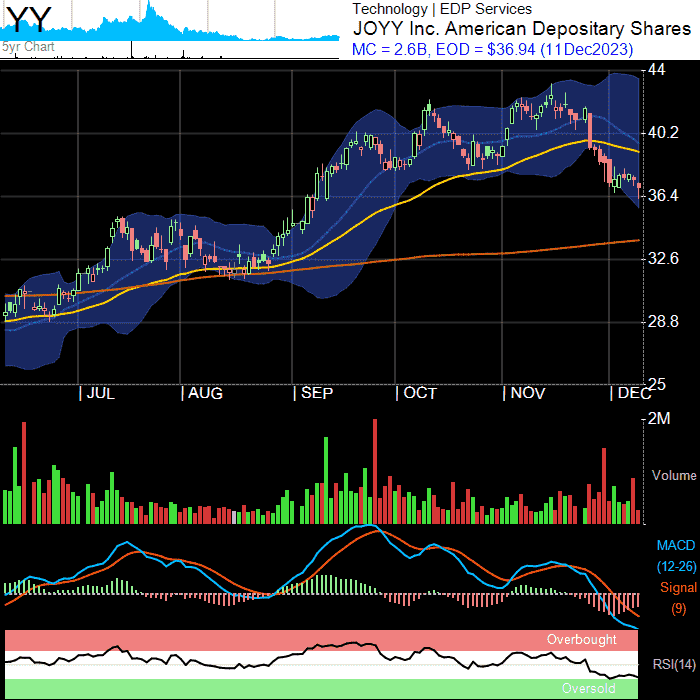 YY
5yr Chart
Technology | EDP Services
JOYY Inc. American Depositary Shares
MC = 2.6B, EOD = $36.94 (11Dec2023)
44
40.2
36.4
32.6
28.8
25
| JUL | AUG | SEP | OCT | NOV | DEC
2M
Volume
MACD
(12-26)
Signal
(9)
Overbought
RSI(14)
Oversold